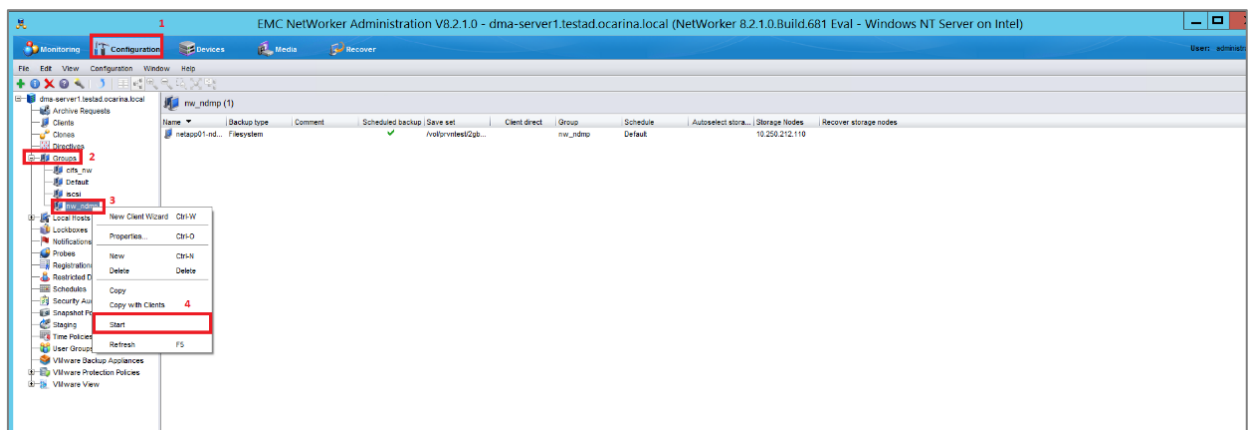 1
EMC NetWorker Administration V8.2.1.0 - dma-server1.testad.ocarina.local (NetWorker 8.2.1.0.Build.681 Eval - Windows NT Server on Intel)
Monitoring Configuration Devices Media Recover
User: administr
File Edit View Configuration Window Help
dma-server1.testad.ocarina.local
Archive Requests
Clients
Clones
Directives
Groups 2
cifs_nw
Default
iscsi
nw_ndmp 3
Local Hosts
Lockboxes
Notifications
Probes
Registration
Restricted D
Schedules
Security Au
Snapshot Po
Staging
Time Policies
User Groups
VMware Backup Appliances
VMware Protection Policies
VMware View
nw_ndmp (1)
Name Backup type Comment Scheduled backup Save set Client direct Group Schedule Autoselect stora... Storage Nodes Recover storage nodes
netapp01-nd... Filesystem /vol/prvntest/2gb... nw_ndmp Default 10.250.212.110
New Client Wizard Ctrl-W
Properties... Ctrl-O
New Ctrl-N
Delete Delete
Copy
Copy with Clients 4
Start
Refresh F5